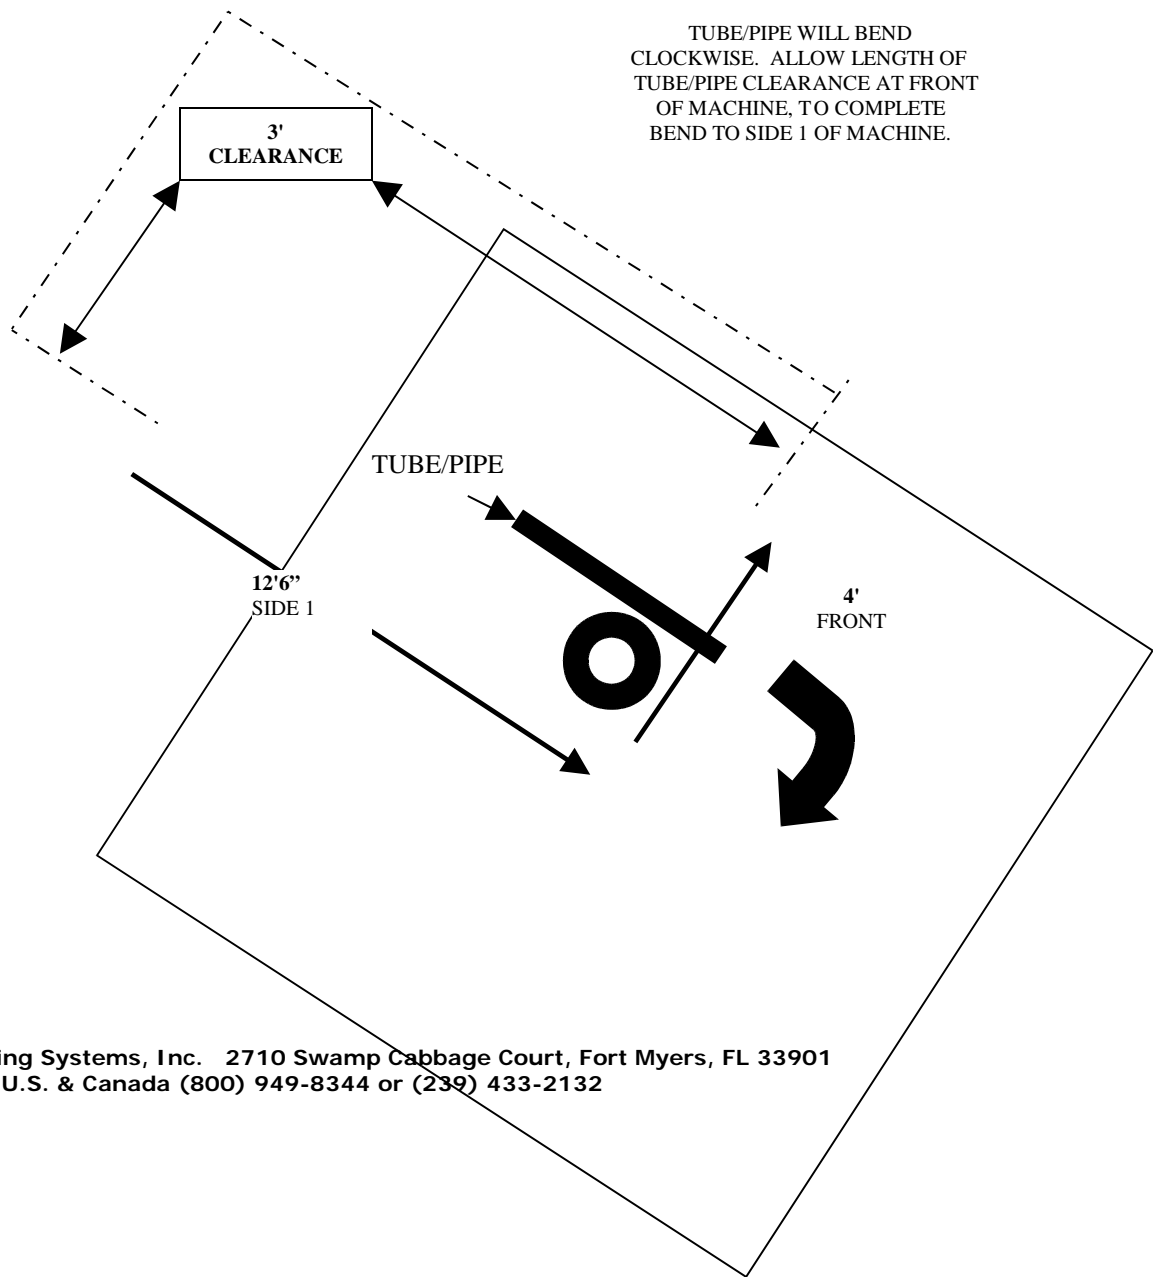 TUBE/PIPE WILL BEND
CLOCKWISE. ALLOW LENGTH OF
TUBE/PIPE CLEARANCE AT FRONT
OF MACHINE, TO COMPLETE
BEND TO SIDE 1 OF MACHINE.
3'
CLEARANCE
TUBE/PIPE
12'6”
SIDE 1
4'
FRONT
ing Systems, Inc. 2710 Swamp Cabbage Court, Fort Myers, FL 33901
U.S. & Canada (800) 949-8344 or (239) 433-2132